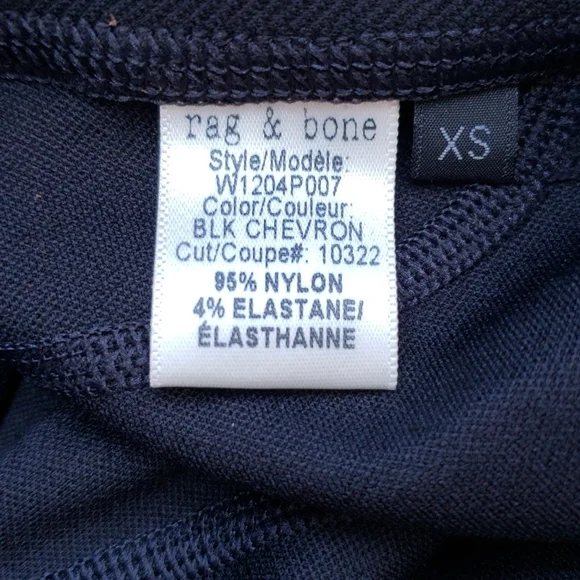 rag & bone
Style/Modèle:
W1204P007
Color/Couleur:
BLK CHEVRON
Cut/Coupe#: 10322
95% NYLON
4% ELASTANE/
ÉLASTHANNE
XS